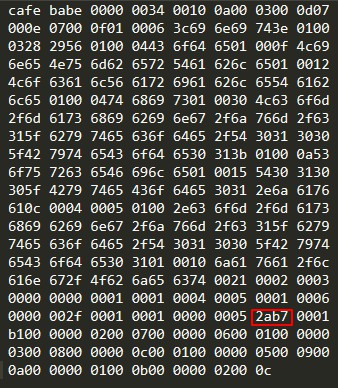 cafe babe 0000 0034 0010 0a00 0300 0d07
000e 0700 0f01 0006 3c69 6e69 743e 0100
0328 2956 0100 0443 6f64 6501 000f 4c69
6e65 4e75 6d62 6572 5461 626c 6501 0012
4c6f 6361 6c56 6172 6961 626c 6554 6162
6c65 0100 0474 6869 7301 0030 4c63 6f6d
2f6d 6173 6869 6269 6e67 2f6a 766d 2f63
315f 6279 7465 636f 6465 2f54 3031 3030
5f42 7974 6543 6f64 6530 313b 0100 0a53
6f75 7263 6546 696c 6501 0015 5430 3130
305f 4279 7465 436f 6465 3031 2e6a 6176
610c 0004 0005 0100 2e63 6f6d 2f6d 6173
6869 6269 6e67 2f6a 766d 2f63 315f 6279
7465 636f 6465 2f54 3031 3030 5f42 7974
6543 6f64 6530 3101 0010 6a61 7661 2f6c
616e 672f 4f62 6a65 6374 0021 0002 0003
0000 0000 0001 0001 0004 0005 0001 0006
0000 002f 0001 0001 0000 0005 2ab7 0001
b100 0000 0200 0700 0000 0600 0100 0000
0300 0800 0000 0c00 0100 0000 0500 0900
0a00 0000 0100 0b00 0000 0200 0c